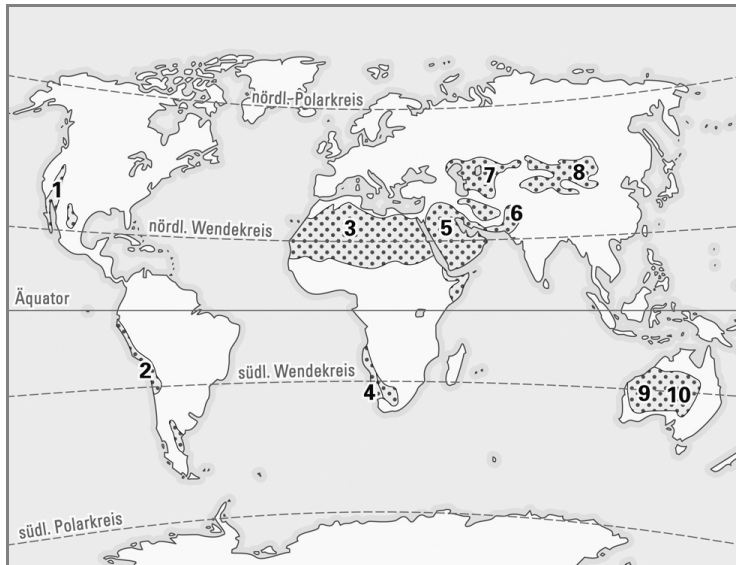 nördl. Polarkreis
7
8
1
6
nördl. Wendekreis
3
5
Äquator
südl. Wendekreis
2
4
9
10
südl. Polarkreis